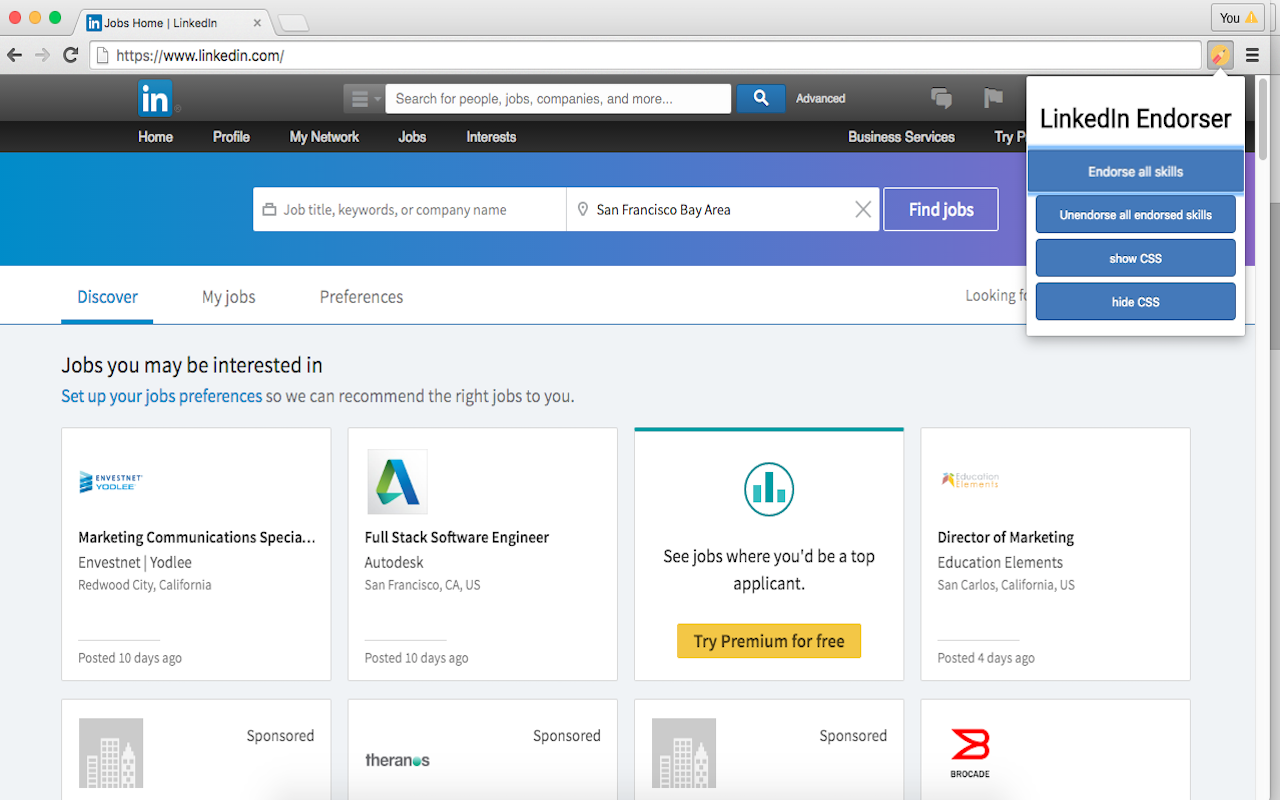 Jobs Home | LinkedIn
You
https://www.linkedin.com/
in
Search for people, jobs, companies, and more...
Advanced
Home Profile My Network Jobs Interests Business Services Try P
LinkedIn Endorser
Endorse all skills
Unendorse all endorsed skills
show CSS
hide CSS
Job title, keywords, or company name
San Francisco Bay Area
Find jobs
Discover
My jobs
Preferences
Looking fo
Jobs you may be interested in
Set up your jobs preferences so we can recommend the right jobs to you.
ENVESTNET
YODLEE
Marketing Communications Specia...
Envestnet | Yodlee
Redwood City, California
Posted 10 days ago
Full Stack Software Engineer
Autodesk
San Francisco, CA, US
Posted 10 days ago
See jobs where you'd be a top
applicant.
Try Premium for free
Education
Elements
Director of Marketing
Education Elements
San Carlos, California, US
Posted 4 days ago
Sponsored
Sponsored
theranos
Sponsored
BROCADE